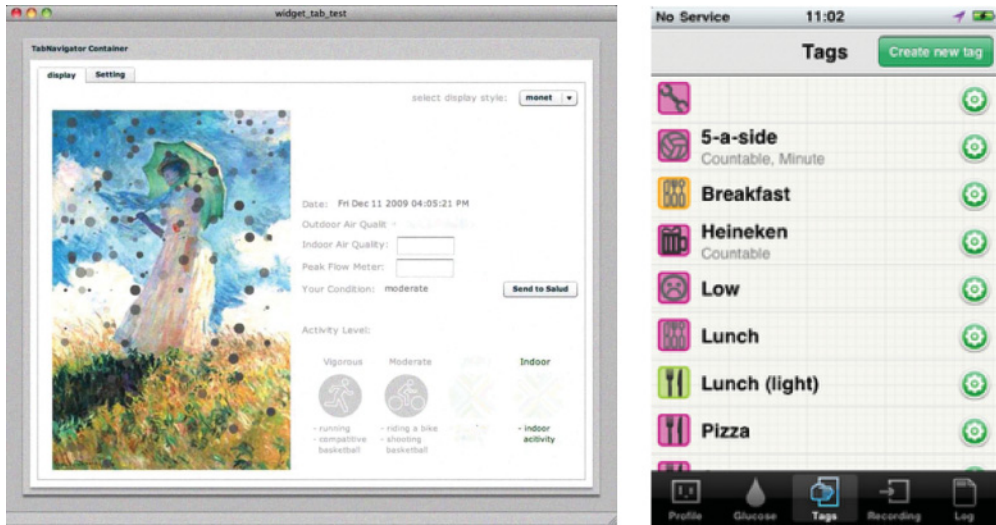 widget_tab_test
TabNavigator Container
display Setting
select display style: monet
Date: Fri Dec 11 2009 04:05:21 PM
Outdoor Air Qualit
Indoor Air Quality:
Peak Flow Meter:
Your Condition: moderate
Send to Salud
Activity Level:
Vigorous Moderate Indoor
- running - riding a bike - indoor
- compatitive - shooting acitivity
basketball basketball
No Service 11:02
Tags Create new tag
5-a-side
Countable, Minute
Breakfast
Heineken
Countable
Low
Lunch
Lunch (light)
Pizza
Profile Glucose Tags Recording Log